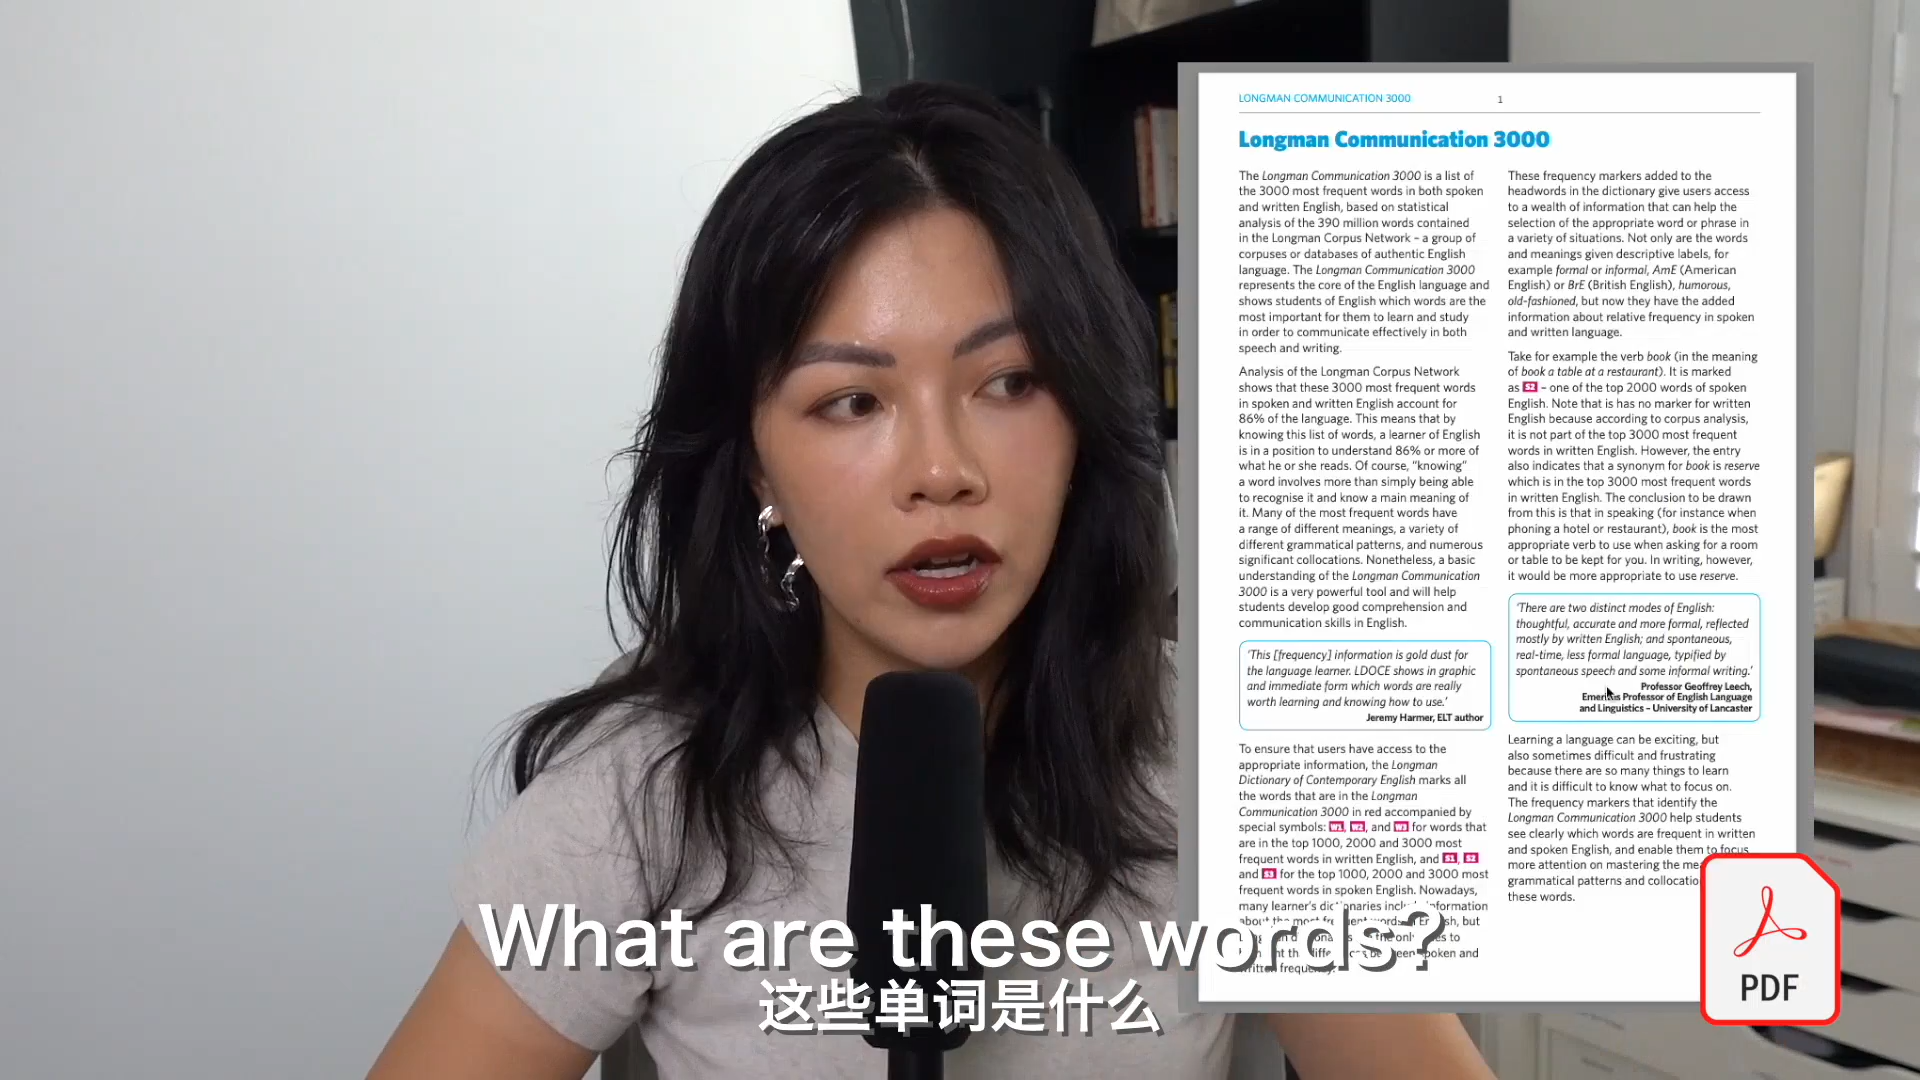 LONGMAN COMMUNICATION 3000 1
Longman Communication 3000
The Longman Communication 3000 is a list of
the 3000 most frequent words in both spoken
and written English, based on statistical
analysis of the 390 million words contained
in the Longman Corpus Network – a group of
corpuses or databases of authentic English
language. The Longman Communication 3000
represents the core of the English language and
shows students of English which words are the
most important for them to learn and study
in order to communicate effectively in both
speech and writing.
Analysis of the Longman Corpus Network
shows that these 3000 most frequent words
in spoken and written English account for
86% of the language. This means that by
knowing this list of words, a learner of English
is in a position to understand 86% or more of
what he or she reads. Of course, “knowing”
a word involves more than simply being able
to recognise it and know a main meaning of
it. Many of the most frequent words have
a range of different meanings, a variety of
different grammatical patterns, and numerous
significant collocations. Nonetheless, a basic
understanding of the Longman Communication
3000 is a very powerful tool and will help
students develop good comprehension and
communication skills in English.
‘This [frequency] information is gold dust for
the language learner. LDOCE shows in graphic
and immediate form which words are really
worth learning and knowing how to use.’
Jeremy Harmer, ELT author
To ensure that users have access to the
appropriate information, the Longman
Dictionary of Contemporary English marks all
the words that are in the Longman
Communication 3000 in red accompanied by
special symbols: W1, W2, and W3 for words that
are in the top 1000, 2000 and 3000 most
frequent words in written English, and S1, S2
and S3 for the top 1000, 2000 and 3000 most
frequent words in spoken English. Nowadays,
many learner’s dictionaries include information
about the most frequent words in English, but
the only to
spoken and
written frequency.
These frequency markers added to the
headwords in the dictionary give users access
to a wealth of information that can help the
selection of the appropriate word or phrase in
a variety of situations. Not only are the words
and meanings given descriptive labels, for
example formal or informal, AmE (American
English) or BrE (British English), humorous,
old-fashioned, but now they have the added
information about relative frequency in spoken
and written language.
Take for example the verb book (in the meaning
of book a table at a restaurant). It is marked
as S2 – one of the top 2000 words of spoken
English. Note that is has no marker for written
English because according to corpus analysis,
it is not part of the top 3000 most frequent
words in written English. However, the entry
also indicates that a synonym for book is reserve
which is in the top 3000 most frequent words
in written English. The conclusion to be drawn
from this is that in speaking (for instance when
phoning a hotel or restaurant), book is the most
appropriate verb to use when asking for a room
or table to be kept for you. In writing, however,
it would be more appropriate to use reserve.
‘There are two distinct modes of English:
thoughtful, accurate and more formal, reflected
mostly by written English; and spontaneous,
real-time, less formal language, typified by
spontaneous speech and some informal writing.’
Professor Geoffrey Leech,
Emeritus Professor of English Language
and Linguistics – University of Lancaster
Learning a language can be exciting, but
also sometimes difficult and frustrating
because there are so many things to learn
and it is difficult to know what to focus on.
The frequency markers that identify the
Longman Communication 3000 help students
see clearly which words are frequent in written
and spoken English, and enable them to focus
more attention on mastering the
grammatical patterns and
these words.
PDF
What are these words?
这些单词是什么